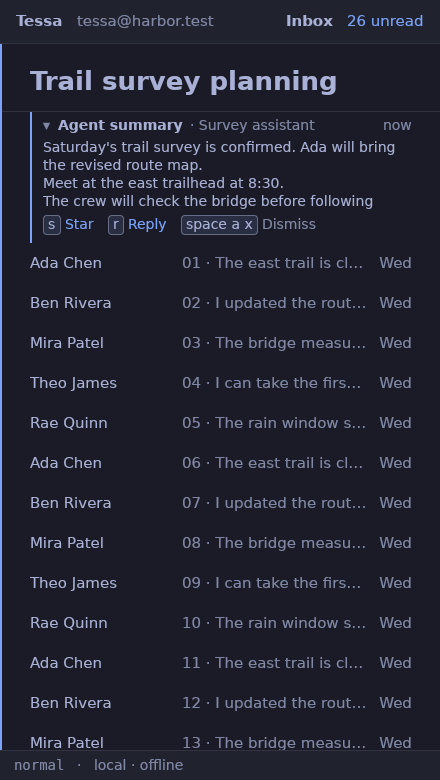 Tessa tessa@harbor.test Inbox 26 unread
Trail survey planning
▼ Agent summary · Survey assistant now
Saturday's trail survey is confirmed. Ada will bring
the revised route map.
Meet at the east trailhead at 8:30.
The crew will check the bridge before following
s Star r Reply space a x Dismiss
Ada Chen 01 · The east trail is cl… Wed
Ben Rivera 02 · I updated the rout… Wed
Mira Patel 03 · The bridge measu… Wed
Theo James 04 · I can take the firs… Wed
Rae Quinn 05 · The rain window s… Wed
Ada Chen 06 · The east trail is cl… Wed
Ben Rivera 07 · I updated the rout… Wed
Mira Patel 08 · The bridge measu… Wed
Theo James 09 · I can take the firs… Wed
Rae Quinn 10 · The rain window s… Wed
Ada Chen 11 · The east trail is cl… Wed
Ben Rivera 12 · I updated the rout… Wed
Mira Patel 13 · The bridge measu… Wed
normal · local · offline